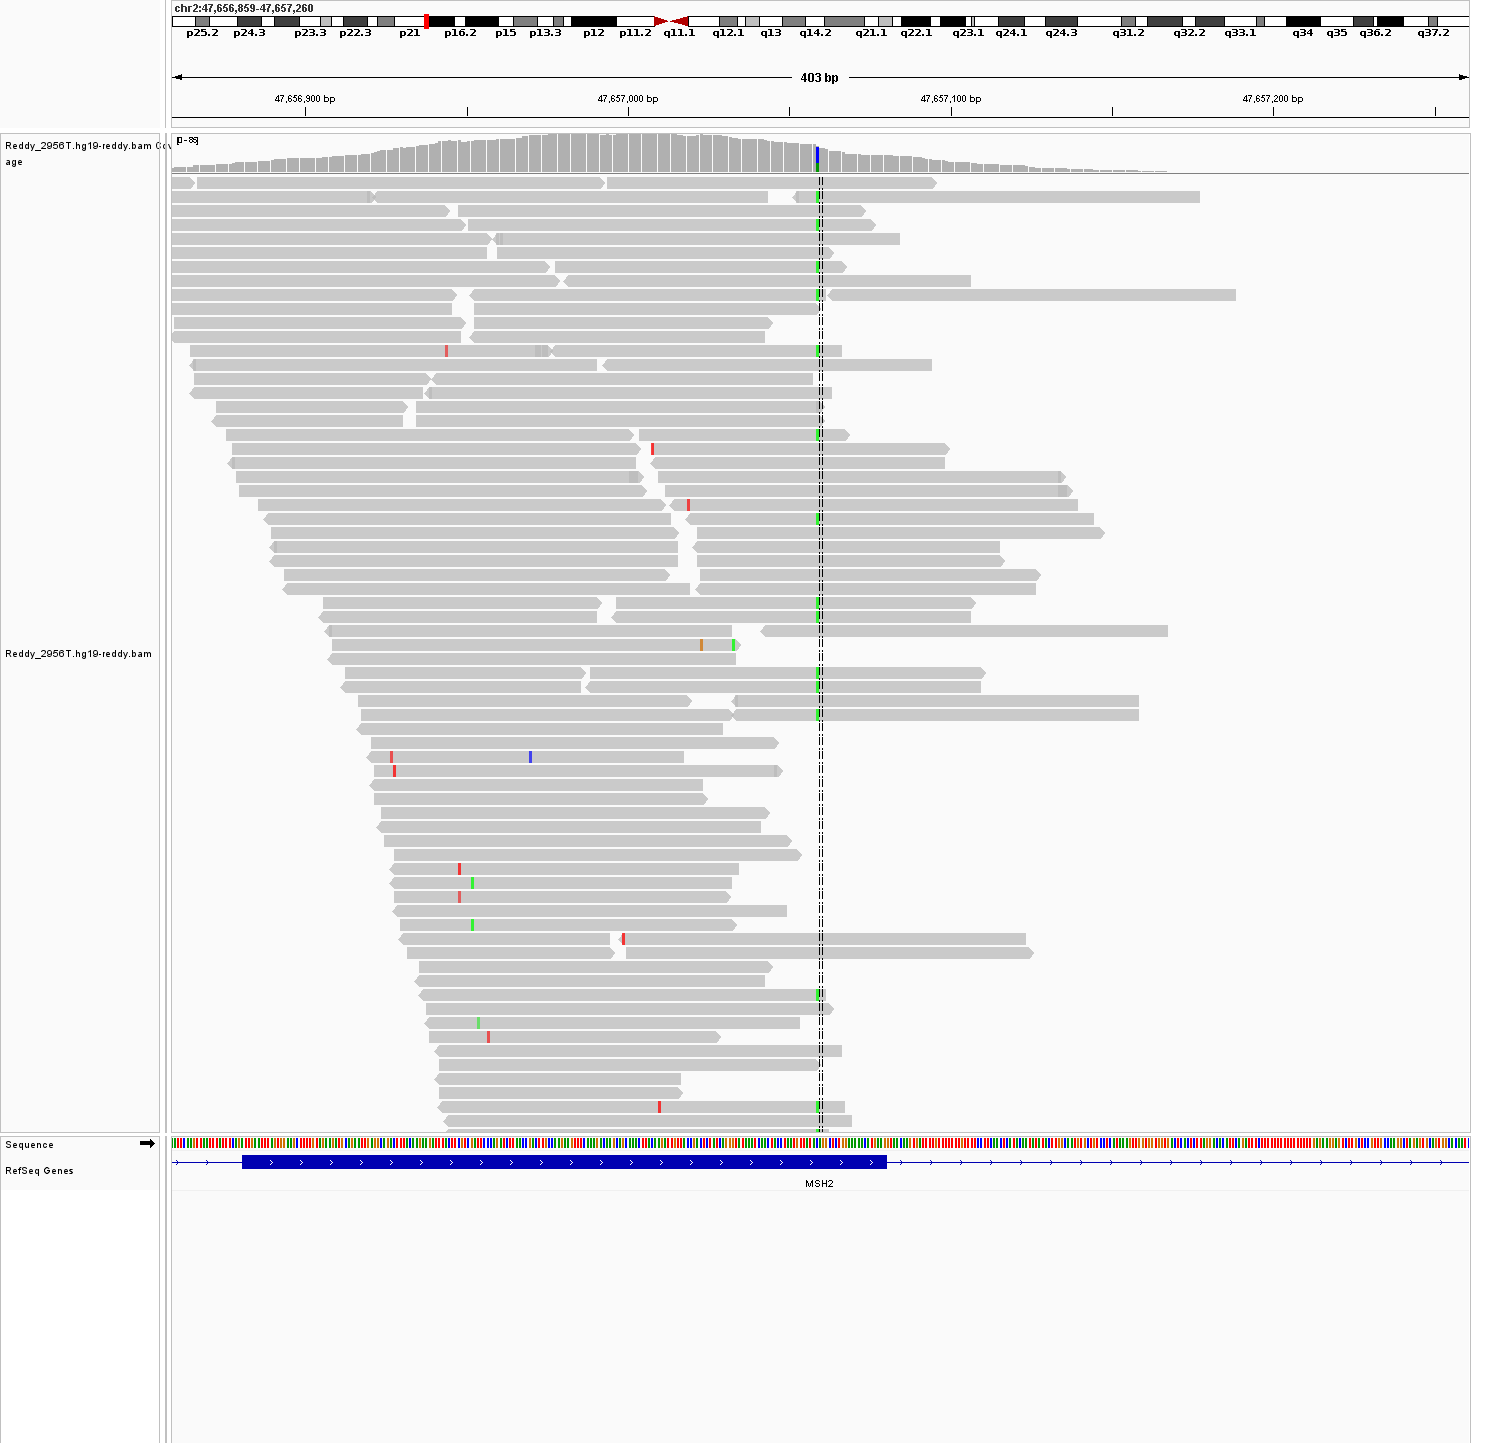 chr2:47,656,859-47,657,260
p25.2 p24.3 p23.3 p22.3 p21 p16.2 p15 p13.3 p12 p11.2 q11.1 q12.1 q13 q14.2 q21.1 q22.1 q23.1 q24.1 q24.3 q31.2 q32.2 q33.1 q34 q35 q36.2 q37.2
403 bp
47,656,900 bp 47,657,000 bp 47,657,100 bp 47,657,200 bp
Reddy_2956T.hg19-reddy.bam Cov
age
[0 - 89]
Reddy_2956T.hg19-reddy.bam
Sequence
RefSeq Genes
MSH2